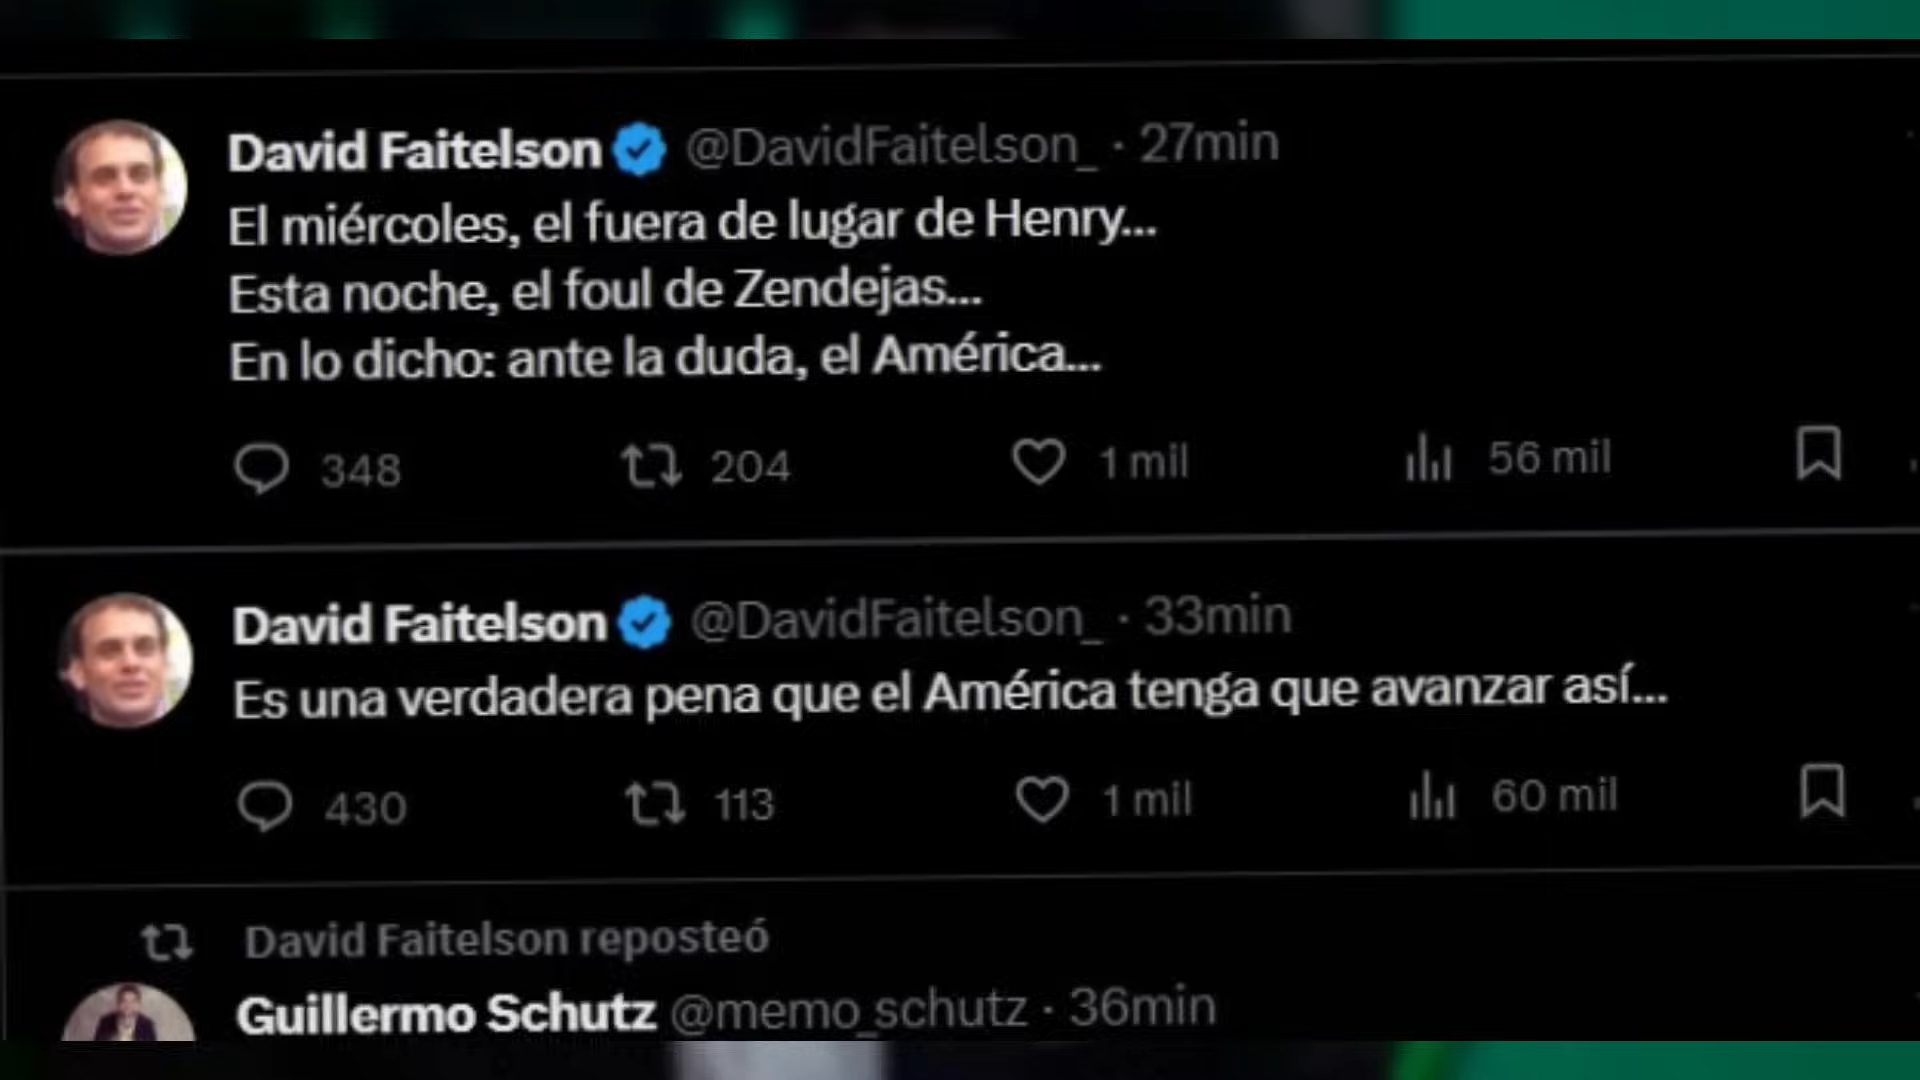 David Faitelson @DavidFaitelson_ · 27min
El miércoles, el fuera de lugar de Henry...
Esta noche, el foul de Zendejas...
En lo dicho: ante la duda, el América...
348 204 1 mil 56 mil
David Faitelson @DavidFaitelson_ · 33min
Es una verdadera pena que el América tenga que avanzar así...
430 113 1 mil 60 mil
David Faitelson reposteó
Guillermo Schutz @memo_schutz · 36min